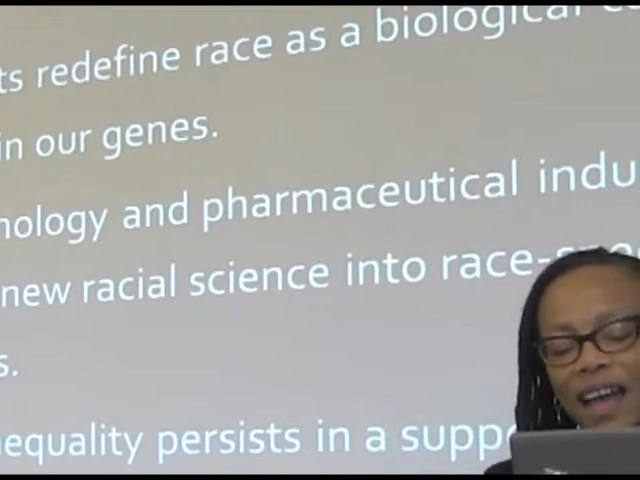 ts redefine race as a biological
in our genes.
nology and pharmaceutical indu
new racial science into race-
s.
nequality persists in a supp